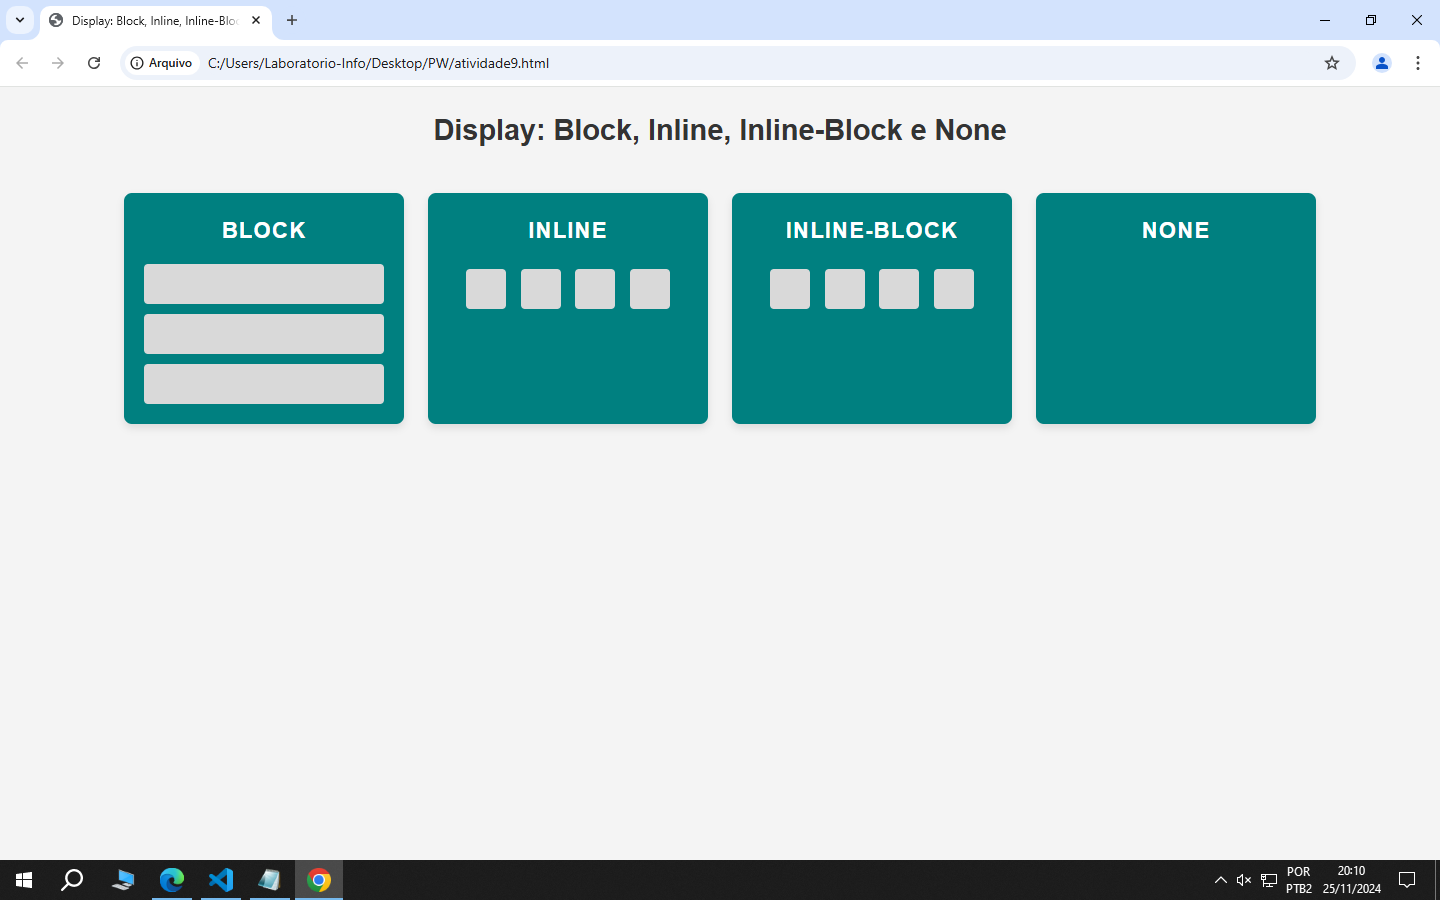 Display: Block, Inline, Inline-Bloc
Arquivo
C:/Users/Laboratorio-Info/Desktop/PW/atividade9.html
Display: Block, Inline, Inline-Block e None
BLOCK
INLINE
INLINE-BLOCK
NONE
POR
PTB2
20:10
25/11/2024